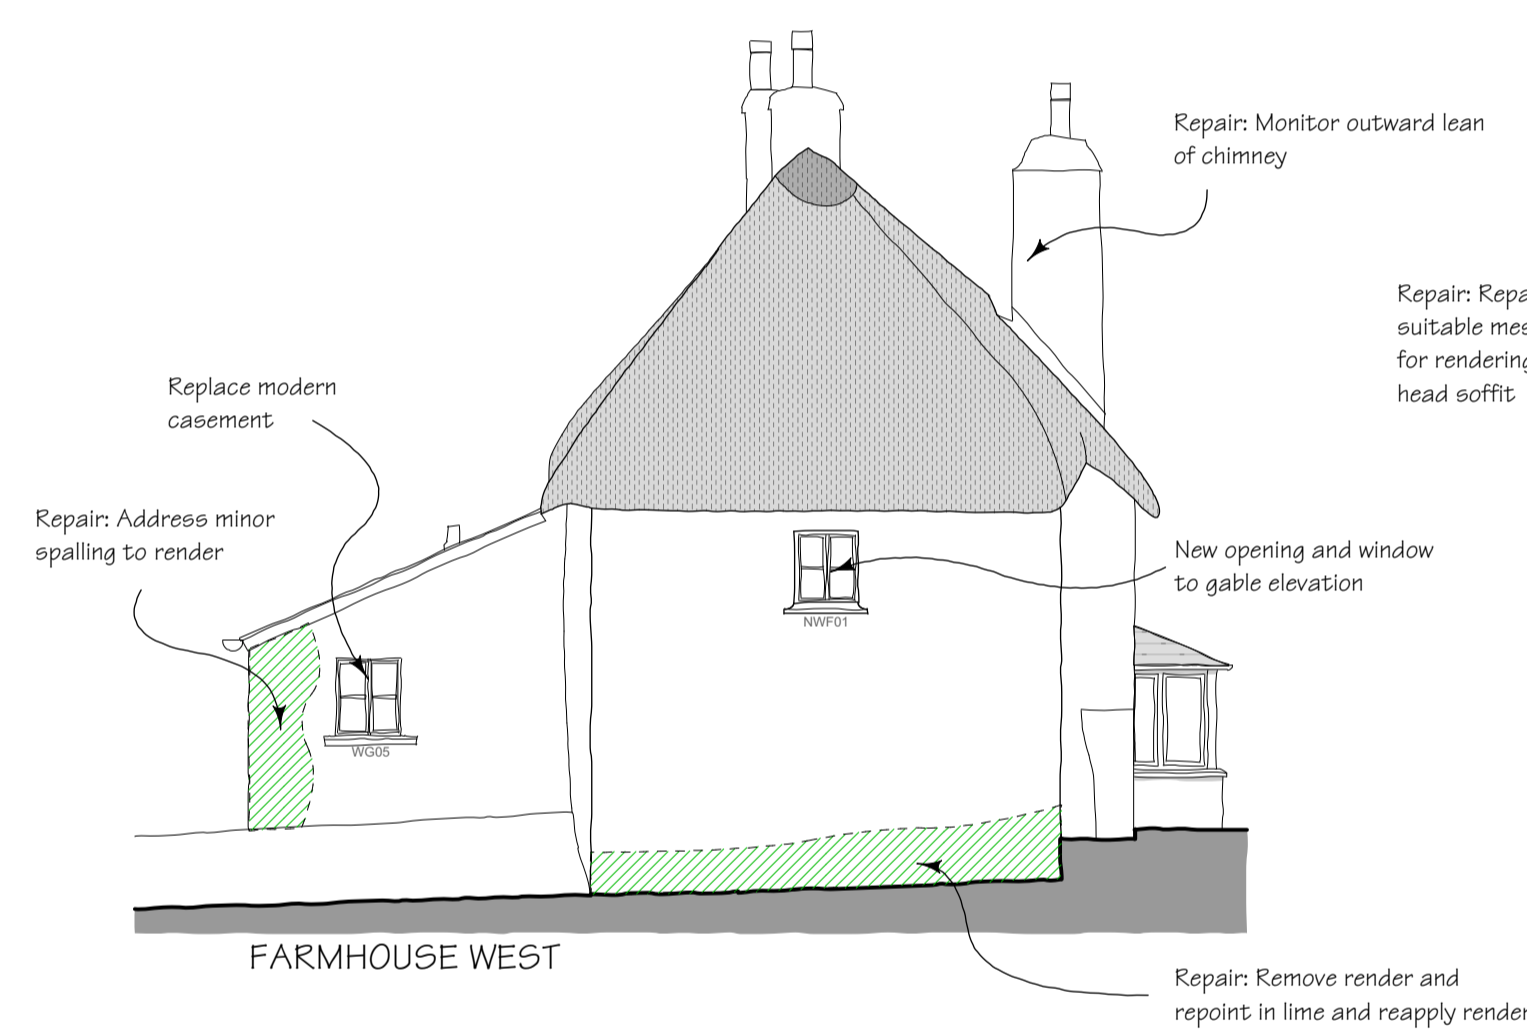 Repair: Monitor outward lean
of chimney
Repair:
suitable
for rendering
head soffit
Replace modern
casement
Repair: Address minor
spalling to render
New opening and window
to gable elevation
NWF01
WG05
FARMHOUSE WEST
Repair: Remove render and
repoint in lime and reapply render